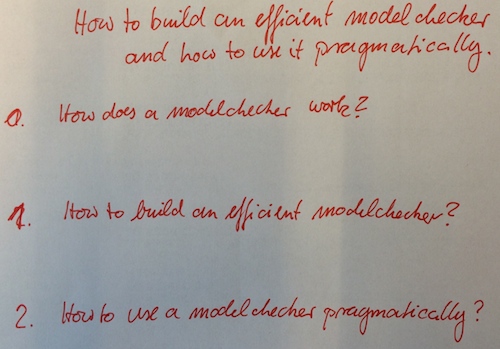 How to build an efficient model checker
and how to use it pragmatically.
0. How does a modelchecker work?
1. How to build an efficient modelchecker?
2. How to use a modelchecker pragmatically?